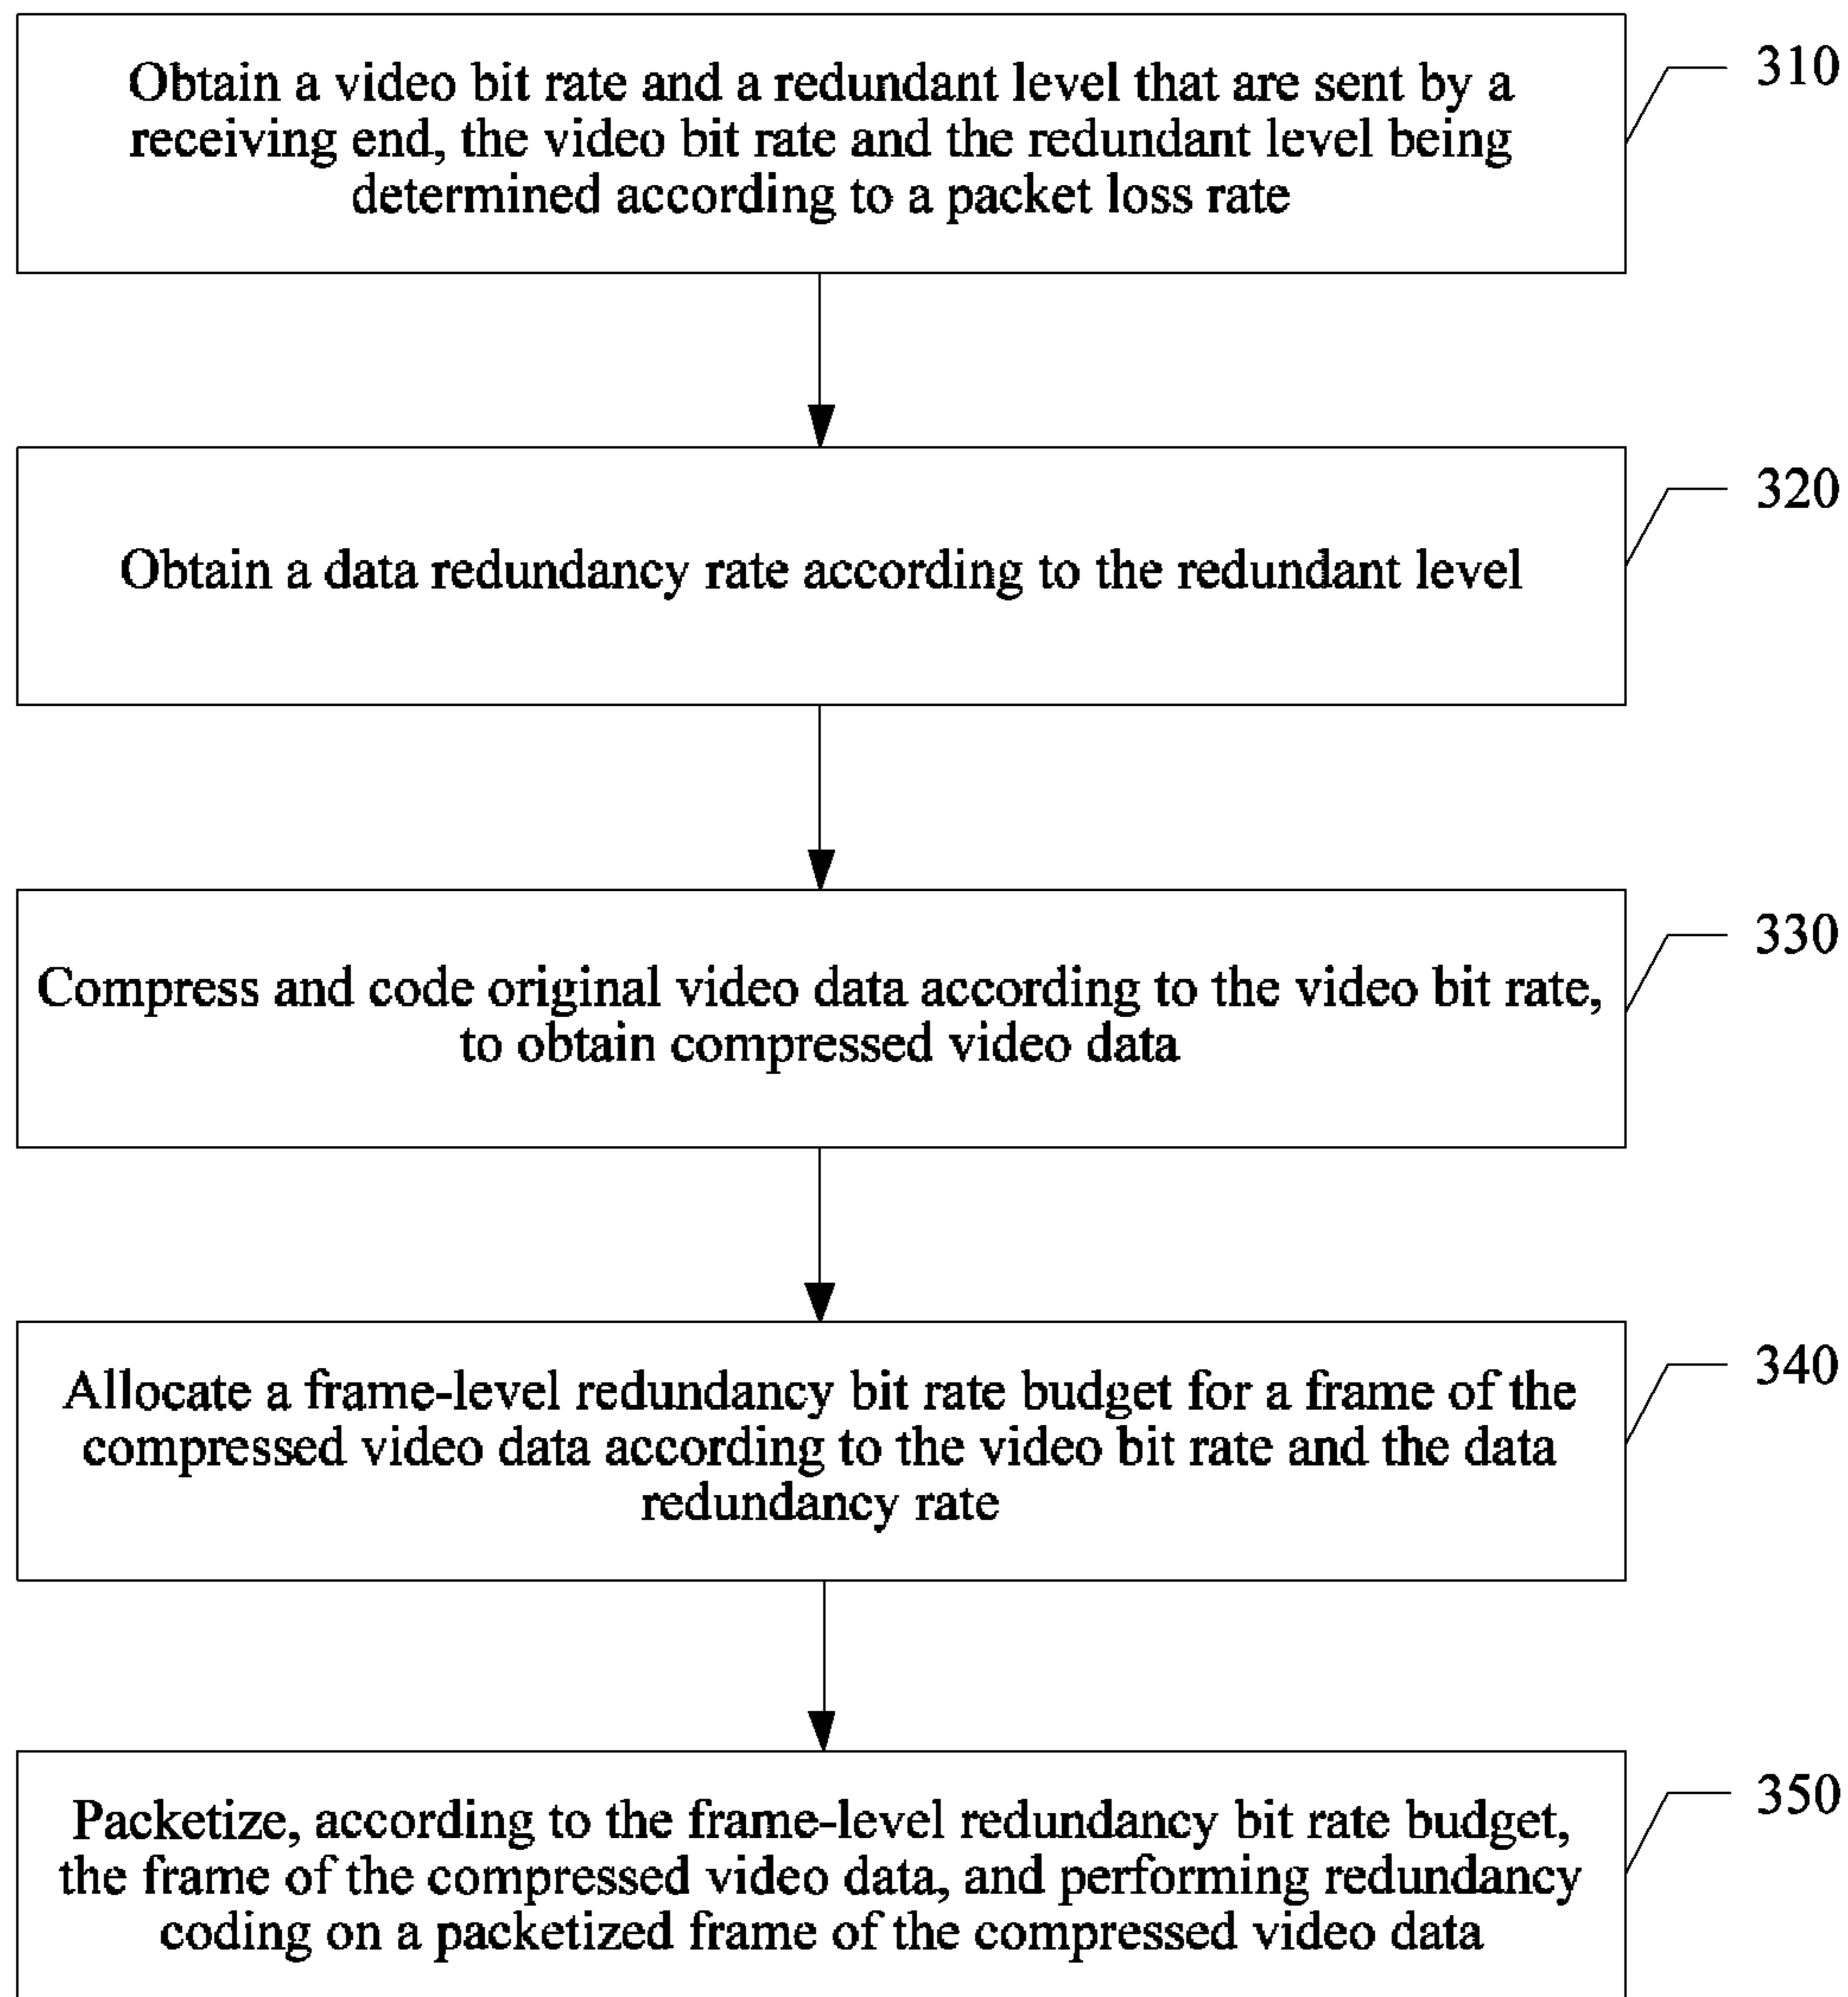 Obtain a video bit rate and a redundant level that are sent by a
receiving end, the video bit rate and the redundant level being
determined according to a packet loss rate
310
Obtain a data redundancy rate according to the redundant level
320
Compress and code original video data according to the video bit rate,
to obtain compressed video data
330
Allocate a frame-level redundancy bit rate budget for a frame of the
compressed video data according to the video bit rate and the data
redundancy rate
340
Packetize, according to the frame-level redundancy bit rate budget,
the frame of the compressed video data, and performing redundancy
coding on a packetized frame of the compressed video data
350